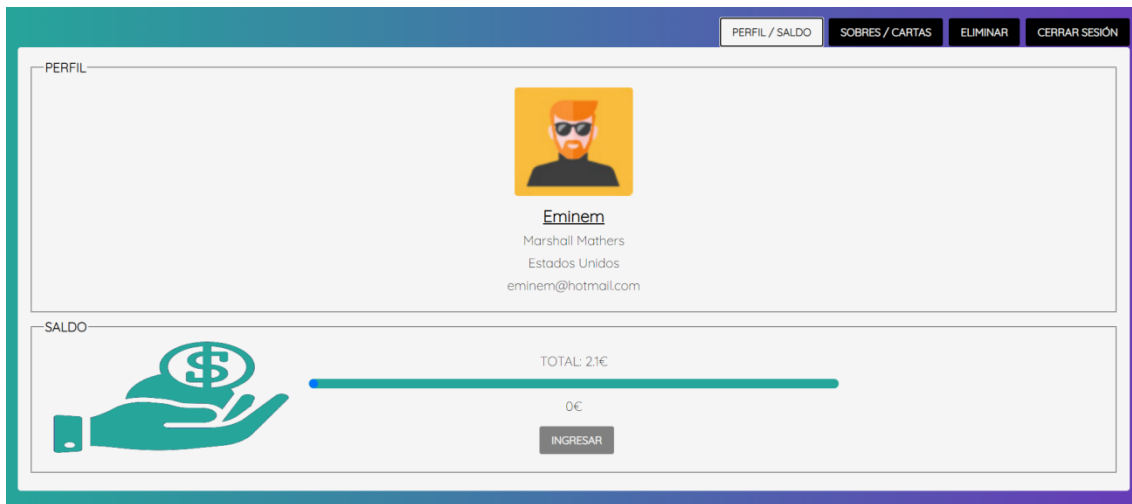 PERFIL / SALDO SOBRES / CARTAS ELIMINAR CERRAR SESIÓN
PERFIL
Eminem
Marshall Mathers
Estados Unidos
eminem@hotmail.com
SALDO
$
TOTAL: 2.1€
0€
INGRESAR